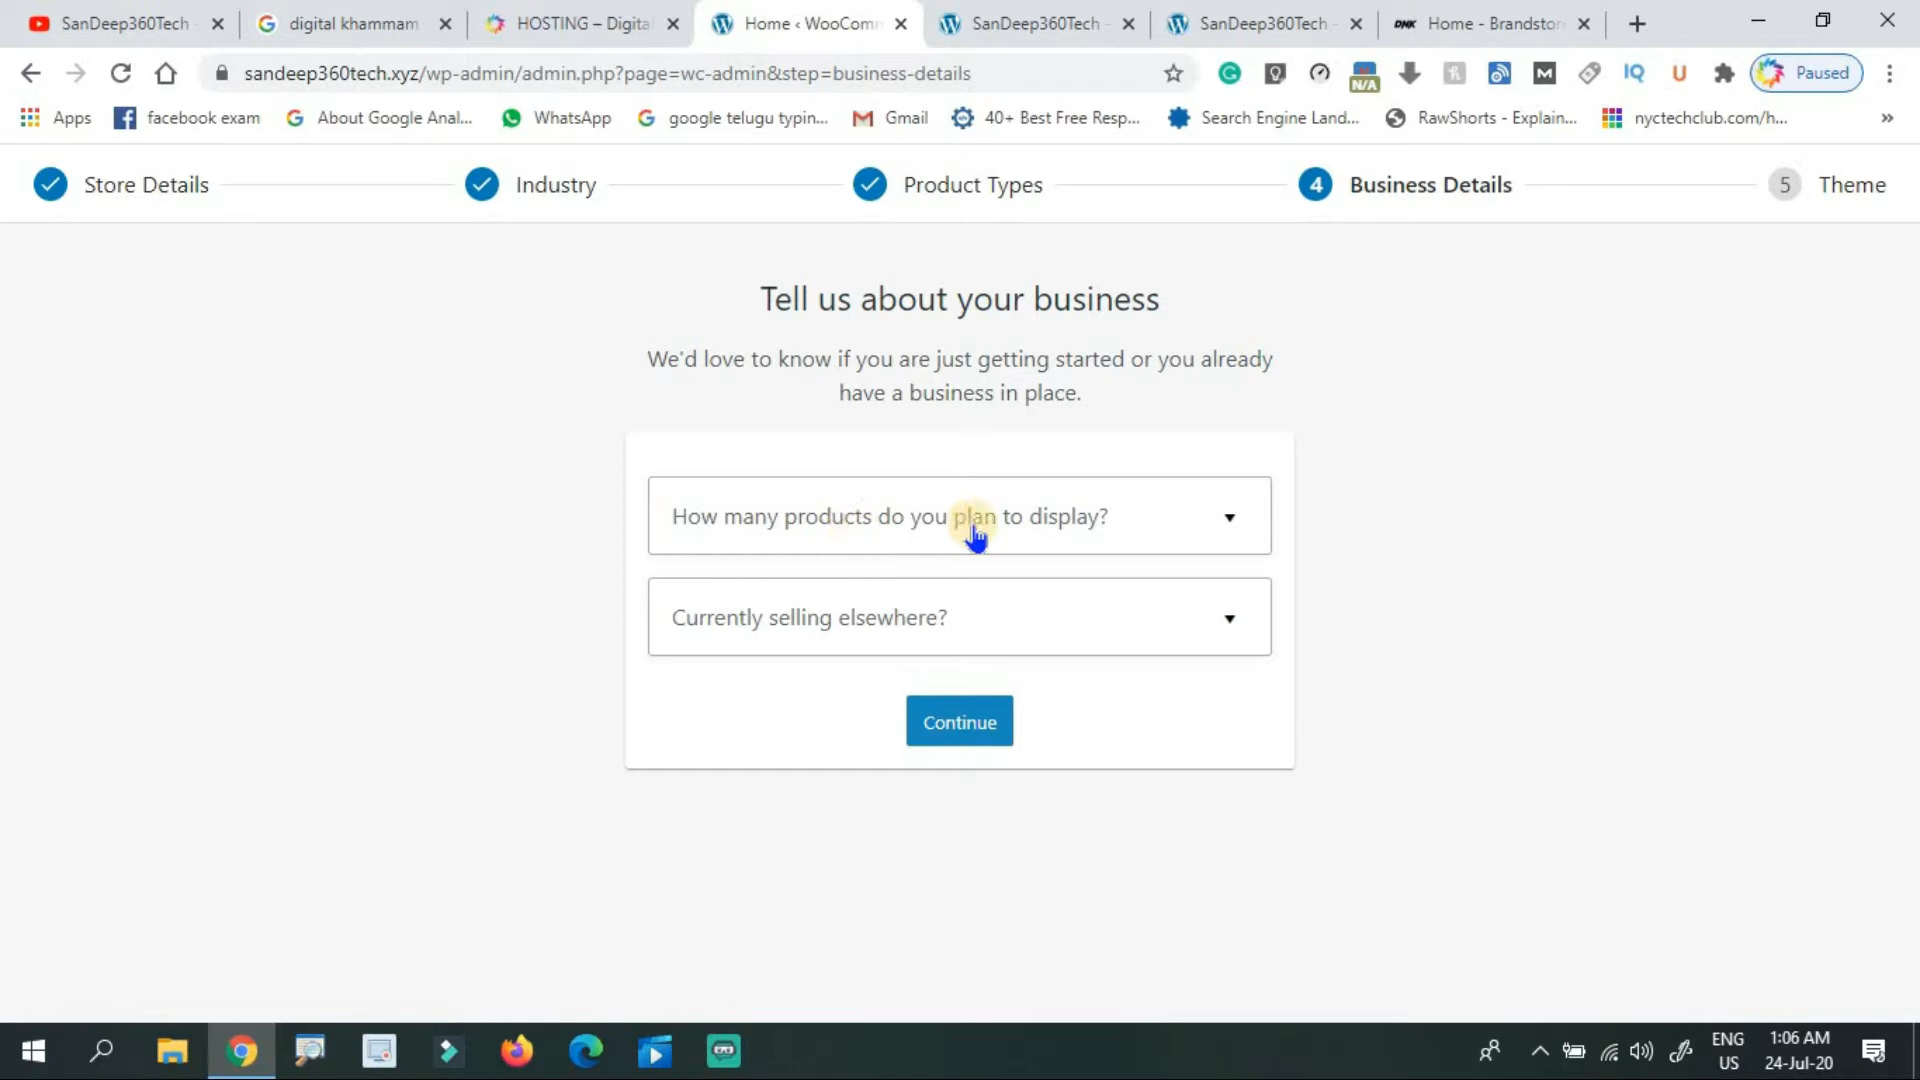 SanDeep360Tech -
digital khammam
HOSTING – Digital
Home ‹ WooComm
SanDeep360Tech -
SanDeep360Tech -
DNK Home - Brandstor
sandeep360tech.xyz/wp-admin/admin.php?page=wc-admin&step=business-details
N/A
M
IQ
U
Paused
Apps
facebook exam
About Google Anal...
WhatsApp
google telugu typin...
Gmail
40+ Best Free Resp...
Search Engine Land...
RawShorts - Explain...
nyctechclub.com/h...
»
Store Details
Industry
Product Types
4 Business Details
5 Theme
Tell us about your business
We'd love to know if you are just getting started or you already
have a business in place.
How many products do you plan to display?
Currently selling elsewhere?
Continue
ENG
US
1:06 AM
24-Jul-20